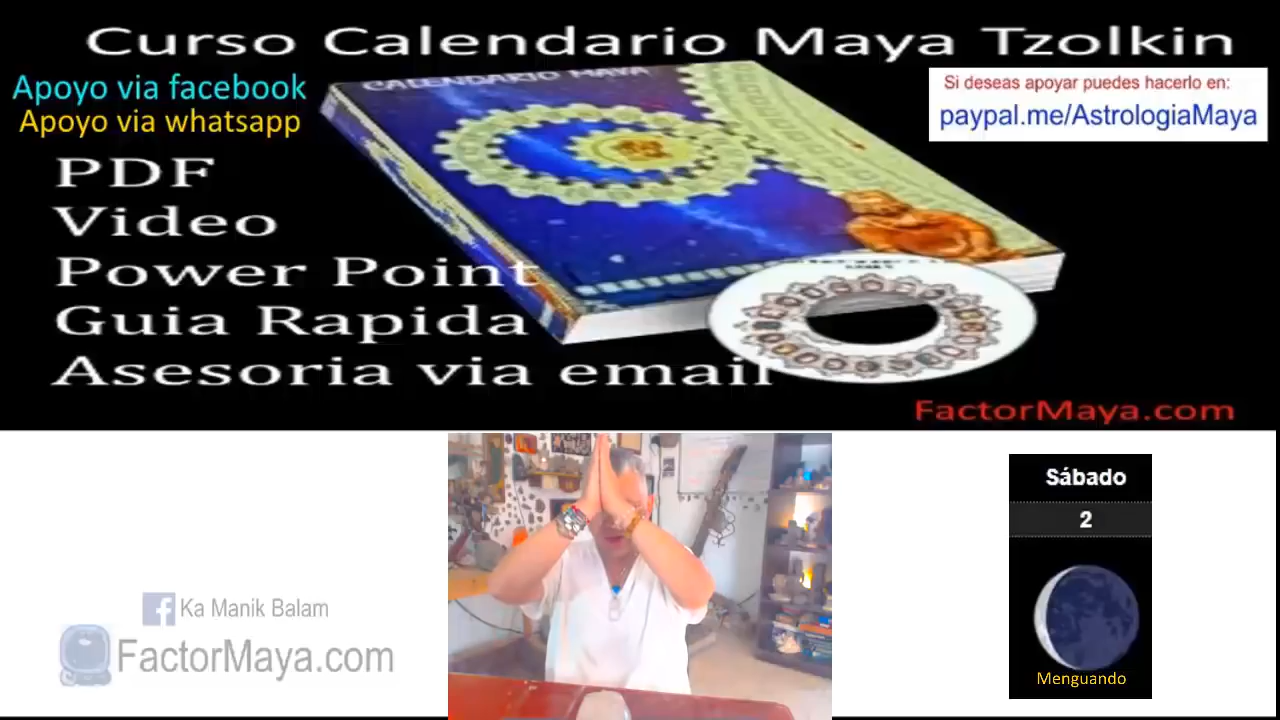 Curso Calendario Maya Tzolkin
Apoyo via facebook
Apoyo via whatsapp
CALENDARIO MAYA
Si deseas apoyar puedes hacerlo en:
paypal.me/AstrologiaMaya
PDF
Video
Power Point
Guia Rapida
Asesoria via email
FactorMaya.com
Sábado
2
Menguando
Ka Manik Balam
FactorMaya.com